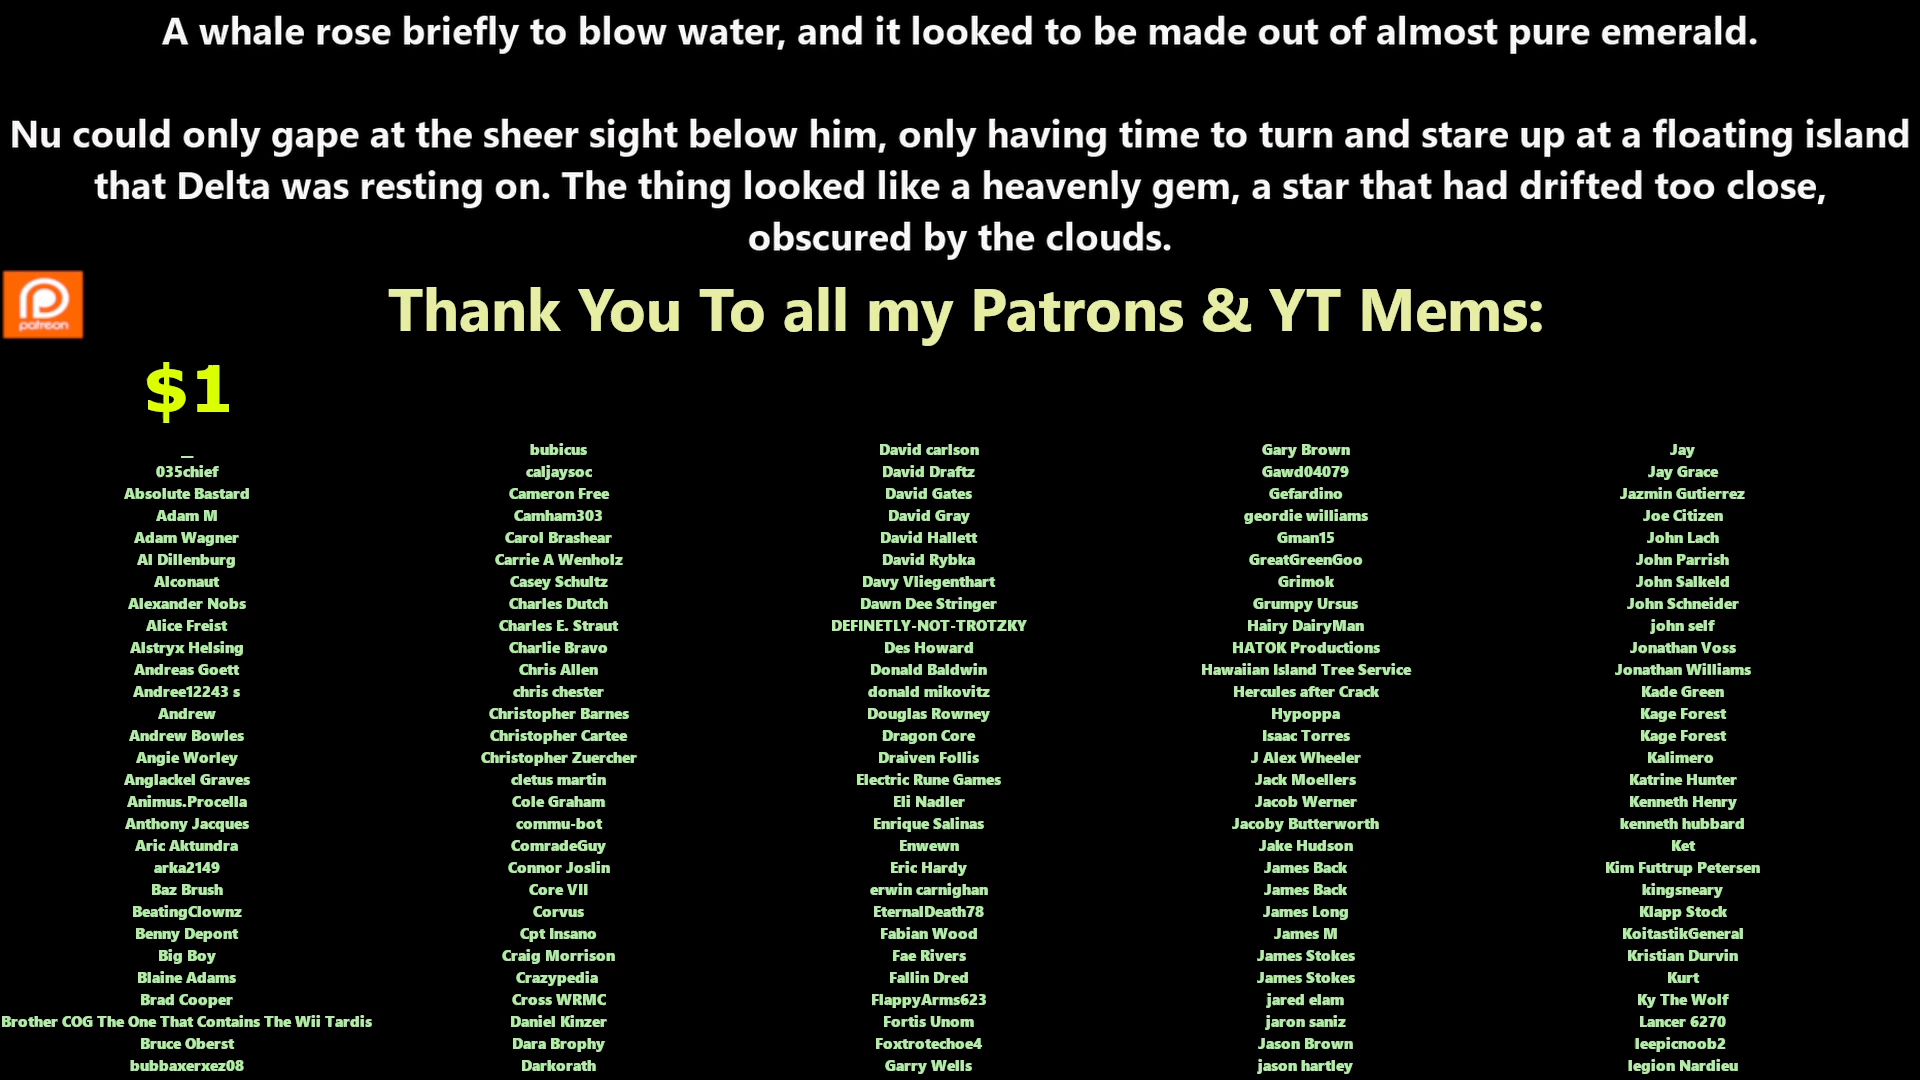 A whale rose briefly to blow water, and it looked to be made out of almost pure emerald.
Nu could only gape at the sheer sight below him, only having time to turn and stare up at a floating island
that Delta was resting on. The thing looked like a heavenly gem, a star that had drifted too close,
obscured by the clouds.
patreon
Thank You To all my Patrons & YT Mems:
$1
__
035chief
Absolute Bastard
Adam M
Adam Wagner
Al Dillenburg
Alconaut
Alexander Nobs
Alice Freist
Alstryx Helsing
Andreas Goett
Andree12243 s
Andrew
Andrew Bowles
Angie Worley
Anglackel Graves
Animus.Procella
Anthony Jacques
Aric Aktundra
arka2149
Baz Brush
BeatingClownz
Benny Depont
Big Boy
Blaine Adams
Brad Cooper
Brother COG The One That Contains The Wii Tardis
Bruce Oberst
bubbaxerxez08
bubicus
caljaysoc
Cameron Free
Camham303
Carol Brashear
Carrie A Wenholz
Casey Schultz
Charles Dutch
Charles E. Straut
Charlie Bravo
Chris Allen
chris chester
Christopher Barnes
Christopher Cartee
Christopher Zuercher
cletus martin
Cole Graham
commu-bot
ComradeGuy
Connor Joslin
Core VII
Corvus
Cpt Insano
Craig Morrison
Crazypedia
Cross WRMC
Daniel Kinzer
Dara Brophy
Darkorath
David carlson
David Draftz
David Gates
David Gray
David Hallett
David Rybka
Davy Vliegenthart
Dawn Dee Stringer
DEFINETLY-NOT-TROTZKY
Des Howard
Donald Baldwin
donald mikovitz
Douglas Rowney
Dragon Core
Draiven Follis
Electric Rune Games
Eli Nadler
Enrique Salinas
Enwewn
Eric Hardy
erwin carnighan
EternalDeath78
Fabian Wood
Fae Rivers
Fallin Dred
FlappyArms623
Fortis Unom
Foxtrotechoe4
Garry Wells
Gary Brown
Gawd04079
Gefardino
geordie williams
Gman15
GreatGreenGoo
Grimok
Grumpy Ursus
Hairy DairyMan
HATOK Productions
Hawaiian Island Tree Service
Hercules after Crack
Hypoppa
Isaac Torres
J Alex Wheeler
Jack Moellers
Jacob Werner
Jacoby Butterworth
Jake Hudson
James Back
James Back
James Long
James M
James Stokes
James Stokes
jared elam
jaron saniz
Jason Brown
jason hartley
Jay
Jay Grace
Jazmin Gutierrez
Joe Citizen
John Lach
John Parrish
John Salkeld
John Schneider
john self
Jonathan Voss
Jonathan Williams
Kade Green
Kage Forest
Kage Forest
Kalimero
Katrine Hunter
Kenneth Henry
kenneth hubbard
Ket
Kim Futtrup Petersen
kingsneary
Klapp Stock
KoitastikGeneral
Kristian Durvin
Kurt
Ky The Wolf
Lancer 6270
leepicnoob2
legion Nardieu